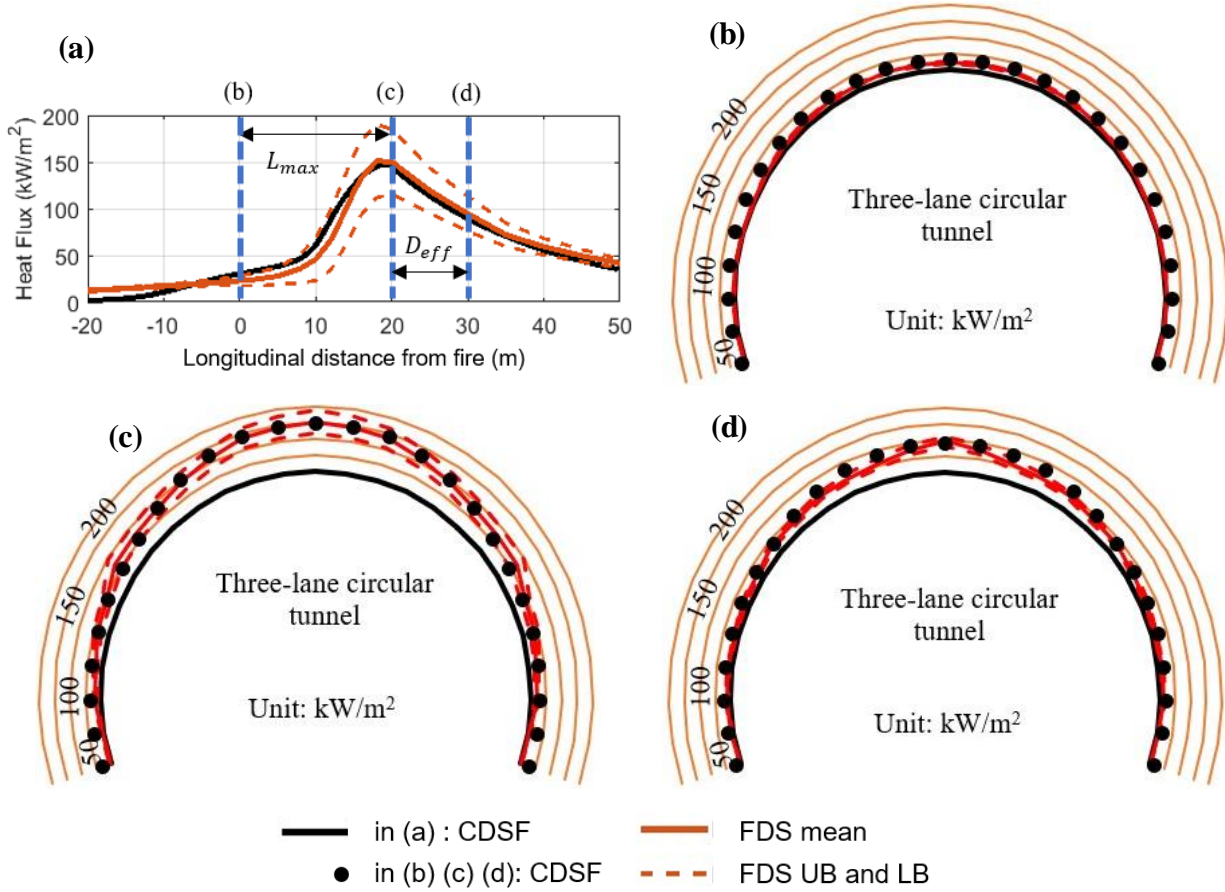 (a)
(b)
(c)
(d)
200
150
100
50
0
Heat Flux (kW/m²)
L_max
D_eff
-20
-10
0
10
20
30
40
50
Longitudinal distance from fire (m)
(b)
200
150
100
50
Three-lane circular
tunnel
Unit: kW/m²
(c)
200
150
100
50
Three-lane circular
tunnel
Unit: kW/m²
(d)
200
150
100
50
Three-lane circular
tunnel
Unit: kW/m²
in (a) : CDSF
FDS mean
in (b) (c) (d): CDSF
FDS UB and LB